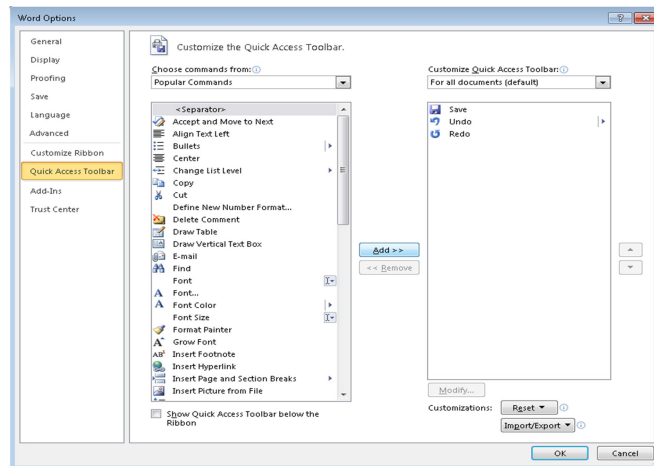 Word Options
General
Display
Proofing
Save
Language
Advanced
Customize Ribbon
Quick Access Toolbar
Add-Ins
Trust Center
Customize the Quick Access Toolbar.
Choose commands from:
Popular Commands
<Separator>
Accept and Move to Next
Align Text Left
Bullets
Center
Change List Level
Copy
Cut
Define New Number Format...
Delete Comment
Draw Table
Draw Vertical Text Box
E-mail
Find
Font
Font...
Font Color
Font Size
Format Painter
Grow Font
Insert Footnote
Insert Hyperlink
Insert Page and Section Breaks
Insert Picture from File
Show Quick Access Toolbar below the
Ribbon
Add >>
<< Remove
Customize Quick Access Toolbar:
For all documents (default)
Save
Undo
Redo
Modify...
Customizations: Reset
Import/Export
OK Cancel